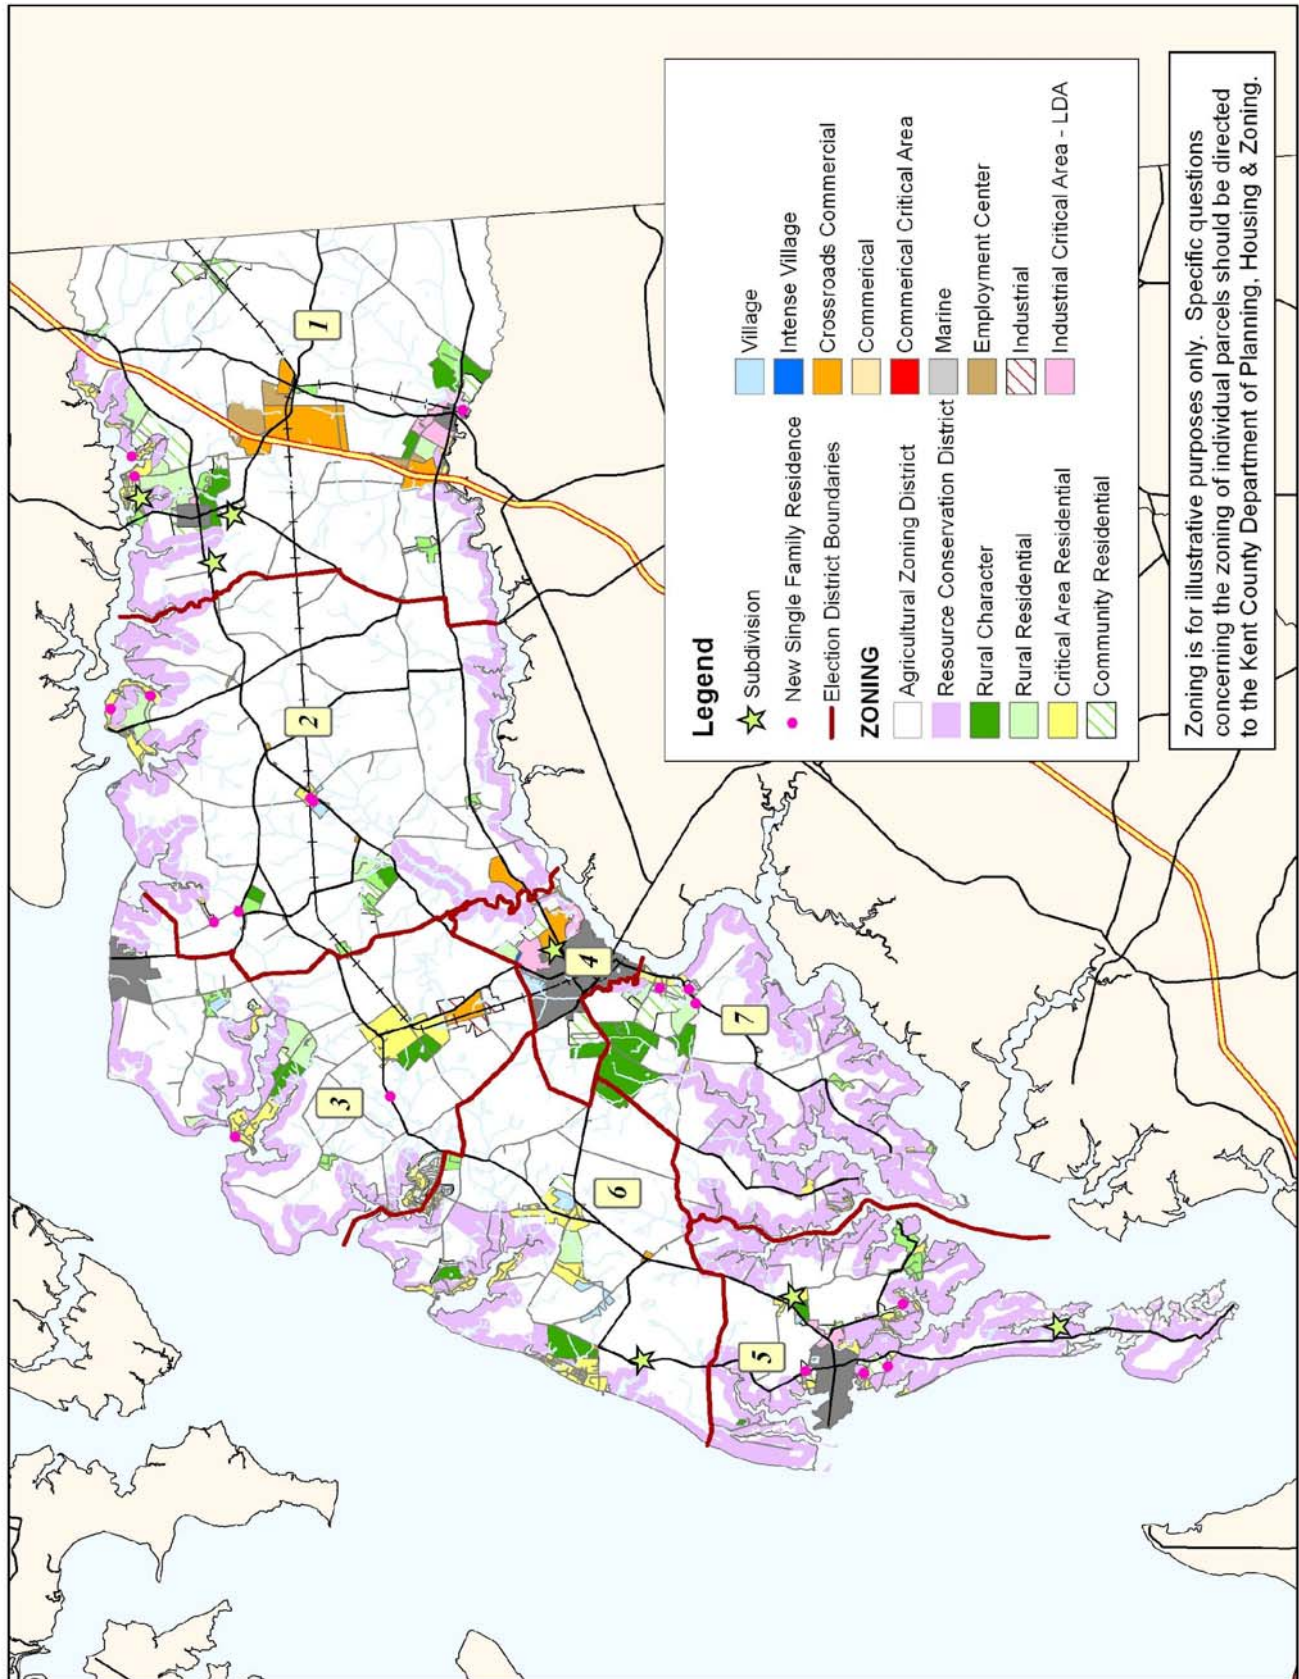 1
2
3
4
5
6
7
Legend
Subdivision
New Single Family Residence
Election District Boundaries
ZONING
Agricultural Zoning District
Resource Conservation District
Rural Character
Rural Residential
Critical Area Residential
Community Residential
Village
Intense Village
Crossroads Commercial
Commerical
Commerical Critical Area
Marine
Employment Center
Industrial
Industrial Critical Area - LDA
Zoning is for illustrative purposes only. Specific questions
concerning the zoning of individual parcels should be directed
to the Kent County Department of Planning, Housing & Zoning.